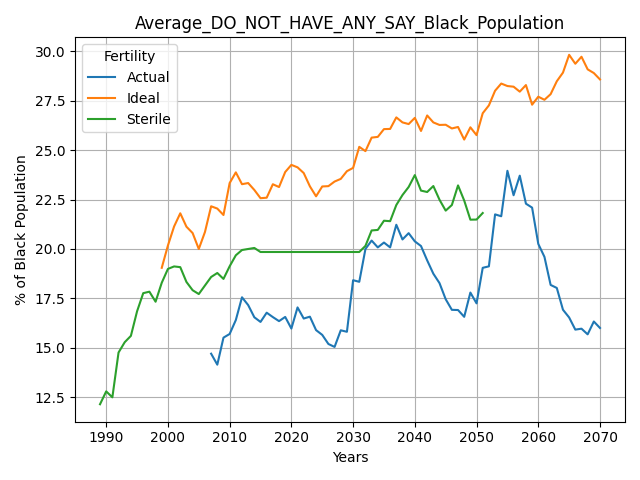 Average_DO_NOT_HAVE_ANY_SAY_Black_Population
Fertility
Actual
Ideal
Sterile
% of Black Population
30.0
27.5
25.0
22.5
20.0
17.5
15.0
12.5
1990 2000 2010 2020 2030 2040 2050 2060 2070
Years